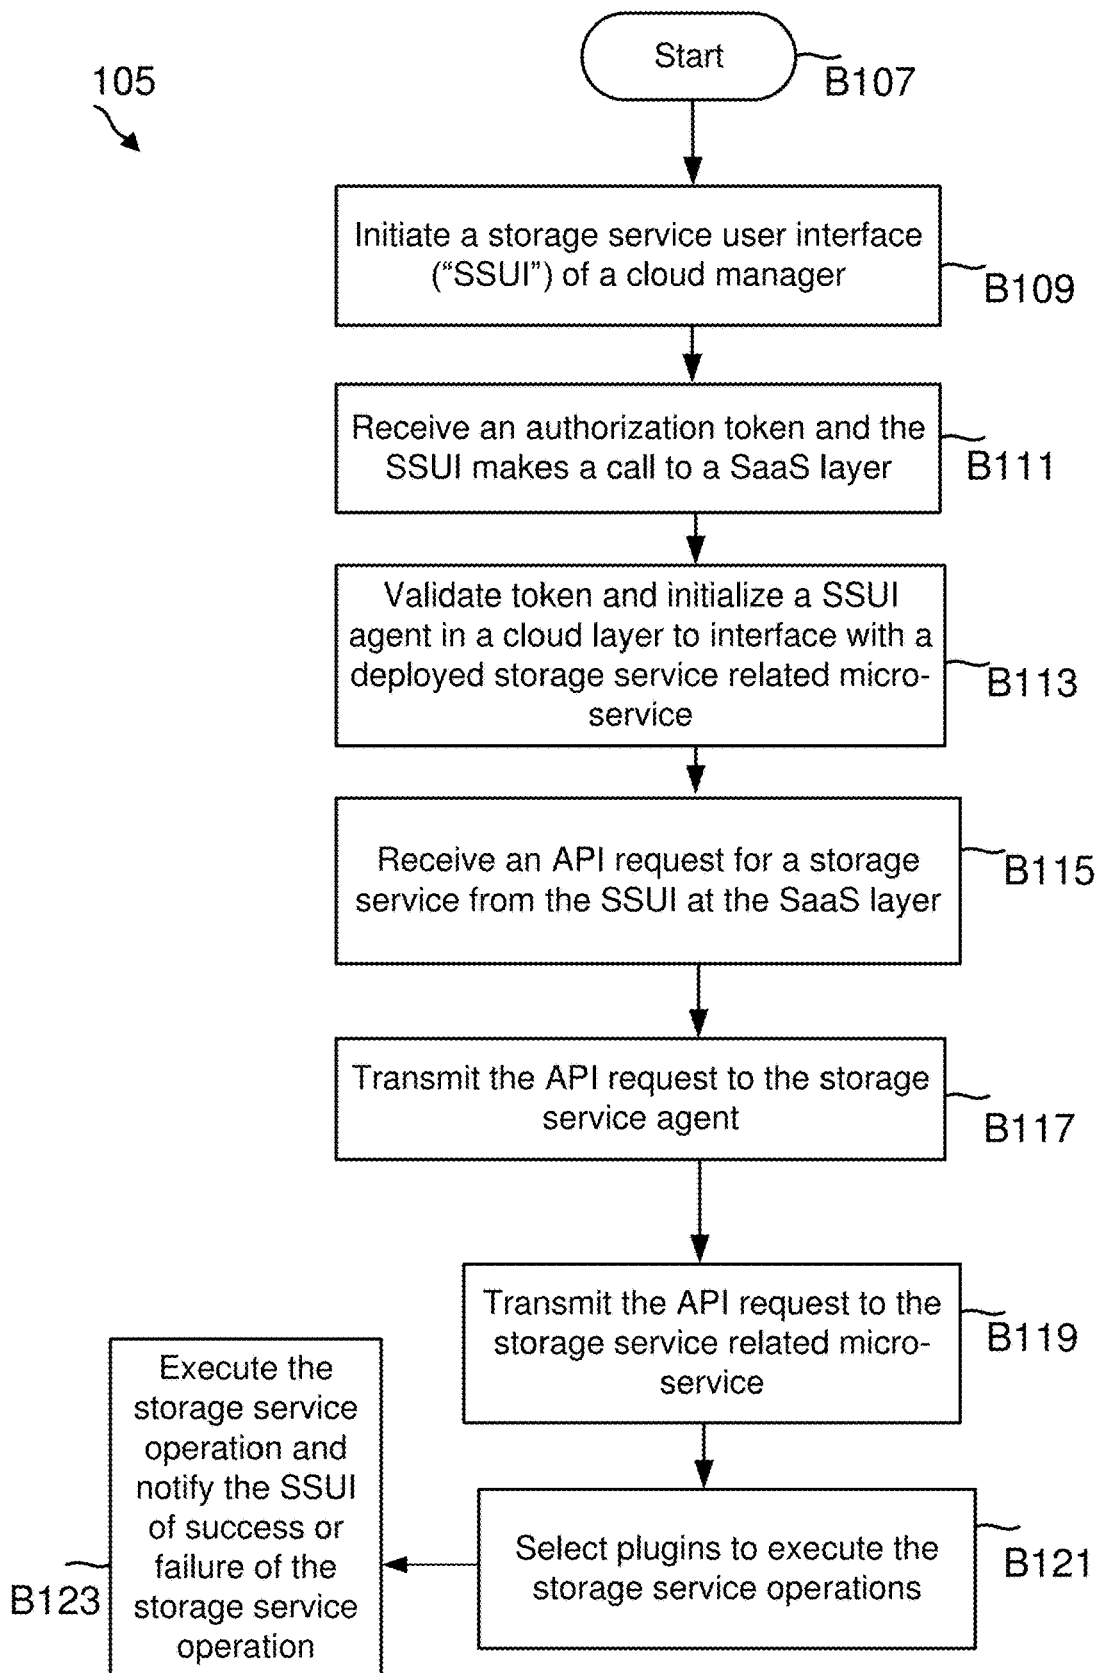 Start
B107
105
Initiate a storage service user interface
(“SSUI”) of a cloud manager
B109
Receive an authorization token and the
SSUI makes a call to a SaaS layer
B111
Validate token and initialize a SSUI
agent in a cloud layer to interface with a
deployed storage service related micro-
service
B113
Receive an API request for a storage
service from the SSUI at the SaaS layer
B115
Transmit the API request to the storage
service agent
B117
Transmit the API request to the
storage service related micro-
service
B119
Select plugins to execute the
storage service operations
B121
Execute the
storage service
operation and
notify the SSUI
of success or
failure of the
storage service
operation
B123